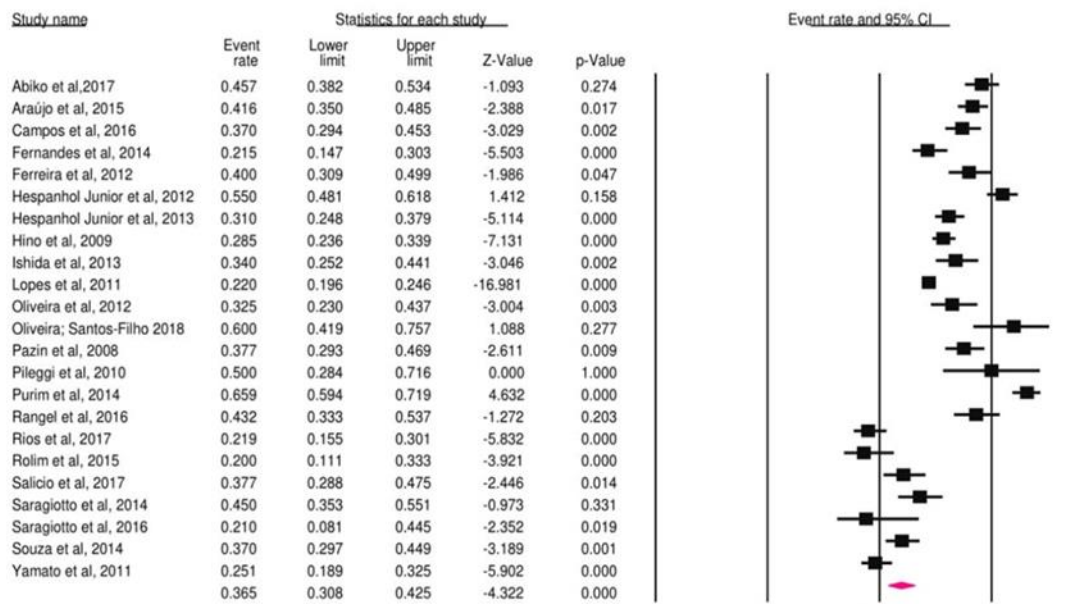 Study name Statistics for each study Event rate and 95% CI
Event rate Lower limit Upper limit Z-Value p-Value
Abiko et al,2017 0.457 0.382 0.534 -1.093 0.274
Araújo et al, 2015 0.416 0.350 0.485 -2.388 0.017
Campos et al, 2016 0.370 0.294 0.453 -3.029 0.002
Fernandes et al, 2014 0.215 0.147 0.303 -5.503 0.000
Ferreira et al, 2012 0.400 0.309 0.499 -1.986 0.047
Hespanhol Junior et al, 2012 0.550 0.481 0.618 1.412 0.158
Hespanhol Junior et al, 2013 0.310 0.248 0.379 -5.114 0.000
Hino et al, 2009 0.285 0.236 0.339 -7.131 0.000
Ishida et al, 2013 0.340 0.252 0.441 -3.046 0.002
Lopes et al, 2011 0.220 0.196 0.246 -16.981 0.000
Oliveira et al, 2012 0.325 0.230 0.437 -3.004 0.003
Oliveira; Santos-Filho 2018 0.600 0.419 0.757 1.088 0.277
Pazin et al, 2008 0.377 0.293 0.469 -2.611 0.009
Pileggi et al, 2010 0.500 0.284 0.716 0.000 1.000
Purim et al, 2014 0.659 0.594 0.719 4.632 0.000
Rangel et al, 2016 0.432 0.333 0.537 -1.272 0.203
Rios et al, 2017 0.219 0.155 0.301 -5.832 0.000
Rolim et al, 2015 0.200 0.111 0.333 -3.921 0.000
Salicio et al, 2017 0.377 0.288 0.475 -2.446 0.014
Saragiotto et al, 2014 0.450 0.353 0.551 -0.973 0.331
Saragiotto et al, 2016 0.210 0.081 0.445 -2.352 0.019
Souza et al, 2014 0.370 0.297 0.449 -3.189 0.001
Yamato et al, 2011 0.251 0.189 0.325 -5.902 0.000
0.365 0.308 0.425 -4.322 0.000